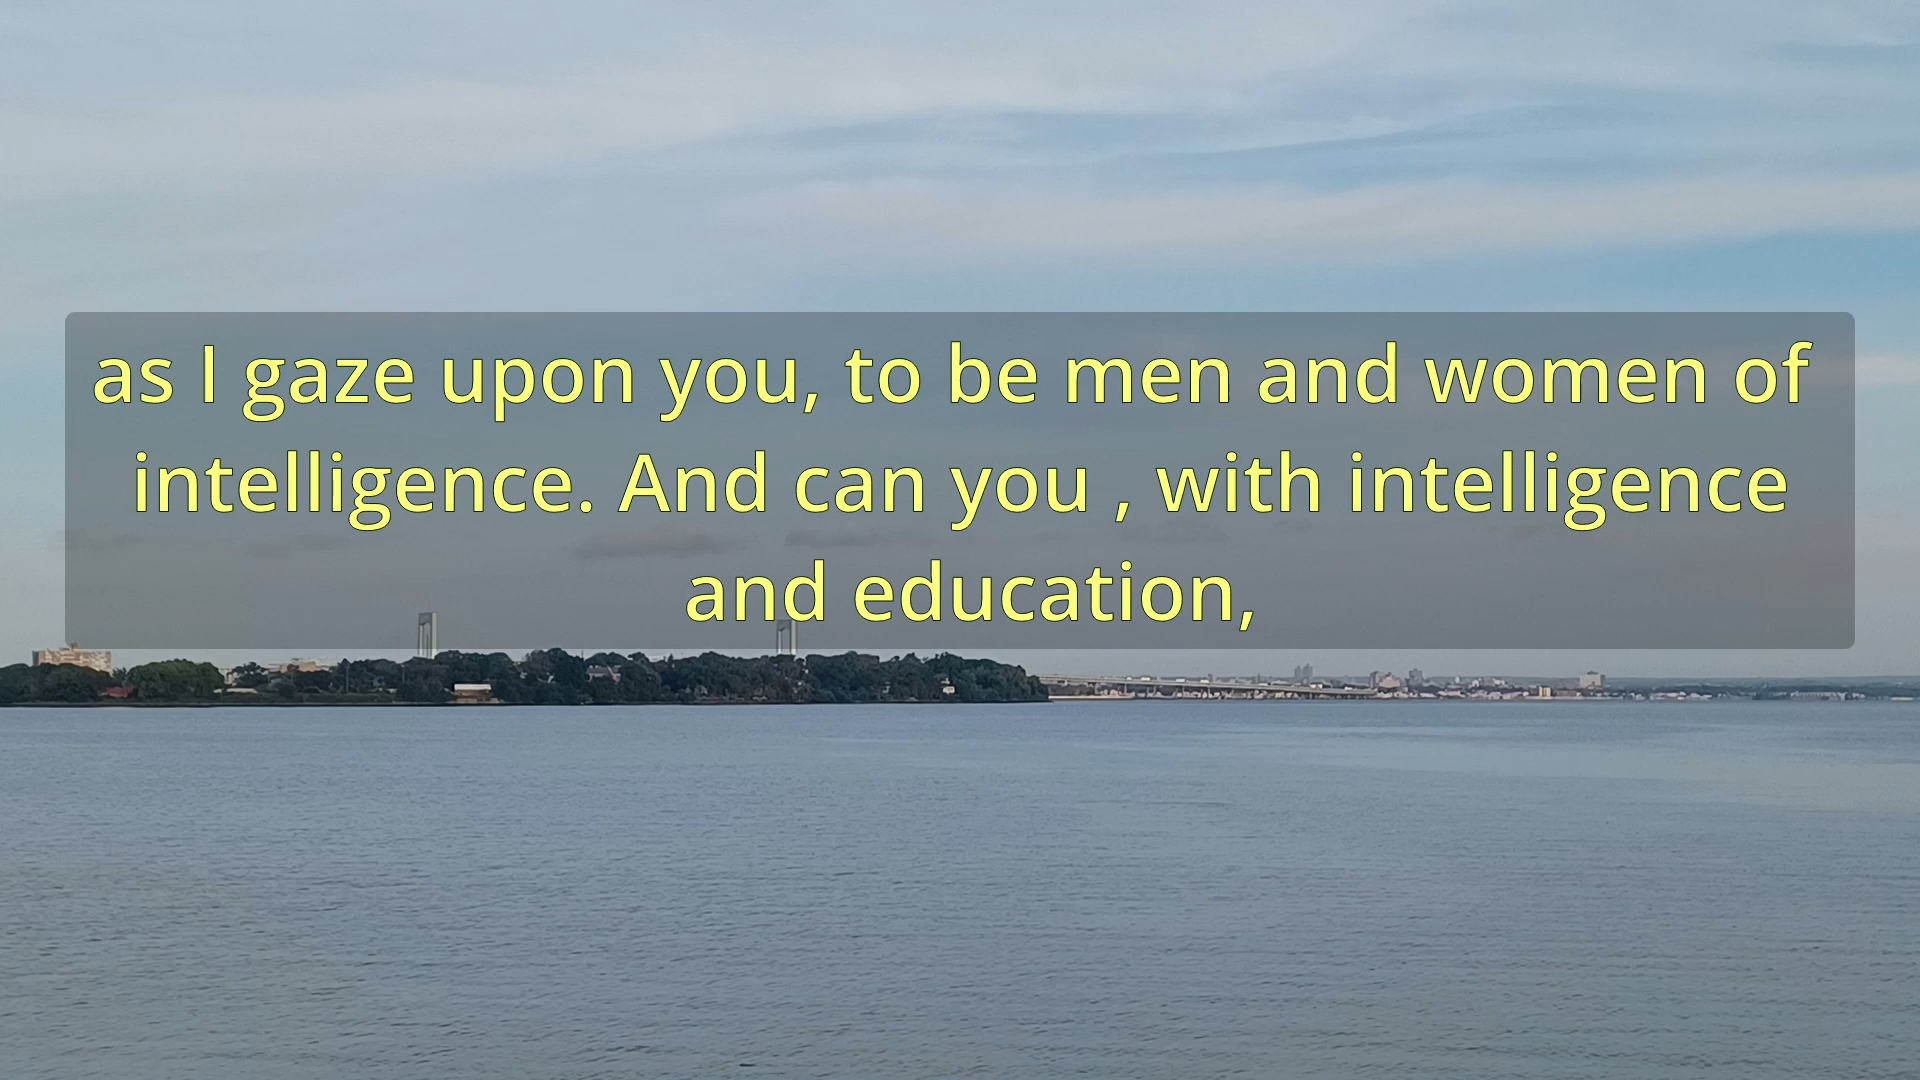 as I gaze upon you, to be men and women of
intelligence. And can you , with intelligence
and education,